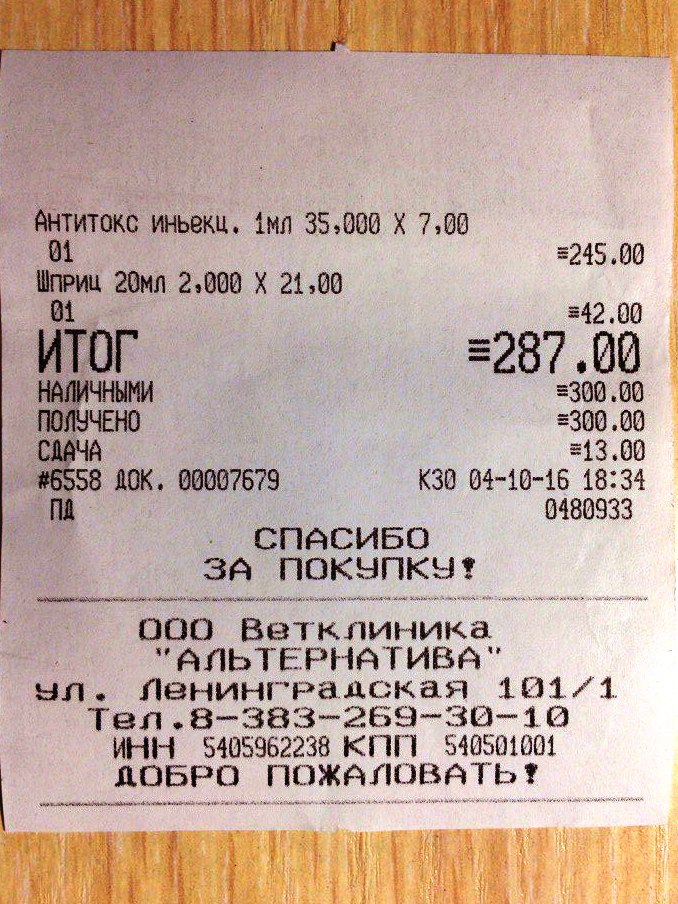 Антитокс иньекц. 1мл 35,000 X 7,00
01 ≡245.00
Шприц 20мл 2,000 X 21,00
01 ≡42.00
ИТОГ ≡287.00
НАЛИЧНЫМИ ≡300.00
ПОЛУЧЕНО ≡300.00
СДАЧА ≡13.00
#6558 ДОК. 00007679 К30 04-10-16 18:34
ПД 0480933
СПАСИБО
ЗА ПОКУПКУ!
ООО Ветклиника
"АЛЬТЕРНАТИВА"
ул. Ленинградская 101/1
Тел.8-383-269-30-10
ИНН 5405962238 КПП 540501001
ДОБРО ПОЖАЛОВАТЬ!